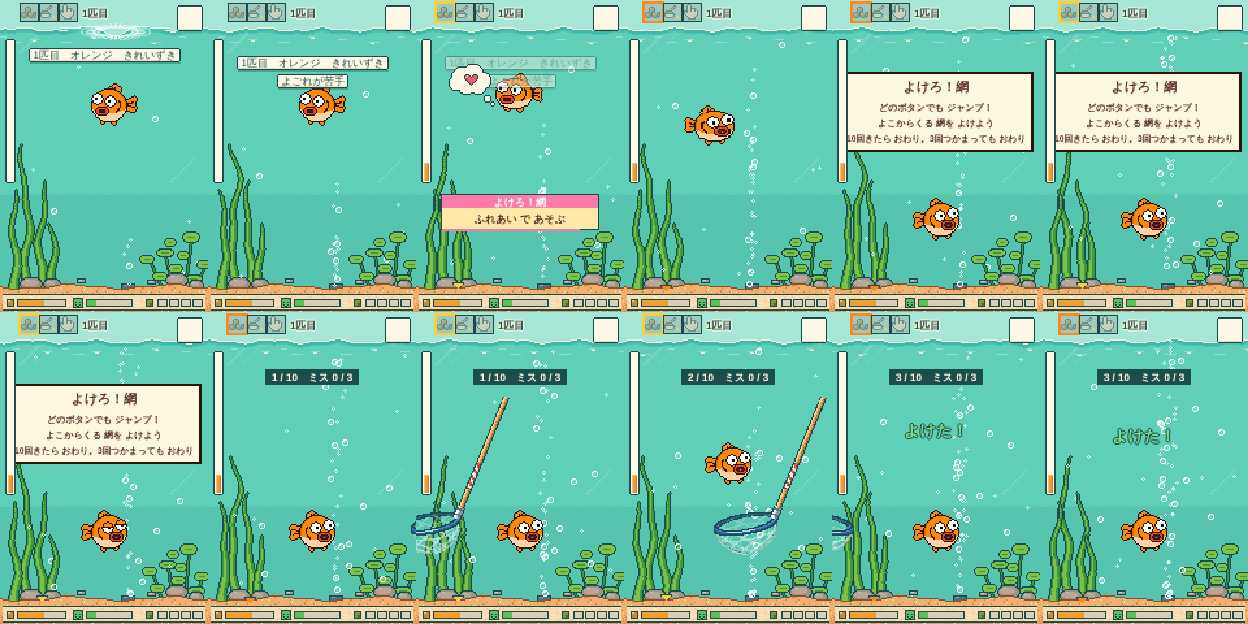 1匹目
1匹目
1匹目
1匹目
1匹目
1匹目
1匹目 オレンジ きれいずき
1匹目 オレンジ きれいずき
よごれが苦手
1匹目 オレンジ きれいずき
よけろ!網
ふれあい で あそぶ
よけろ!網
どのボタンでも ジャンプ!
よこからくる 網を よけよう
10回きたら おわり。3回つかまっても おわり
よけろ!網
どのボタンでも ジャンプ!
よこからくる 網を よけよう
10回きたら おわり。3回つかまっても おわり
1匹目
1匹目
1匹目
1匹目
1匹目
1匹目
よけろ!網
どのボタンでも ジャンプ!
よこからくる 網を よけよう
10回きたら おわり。3回つかまっても おわり
1/10 ミス 0/3
1/10 ミス 0/3
2/10 ミス 0/3
3/10 ミス 0/3
よけた!
3/10 ミス 0/3
よけた!